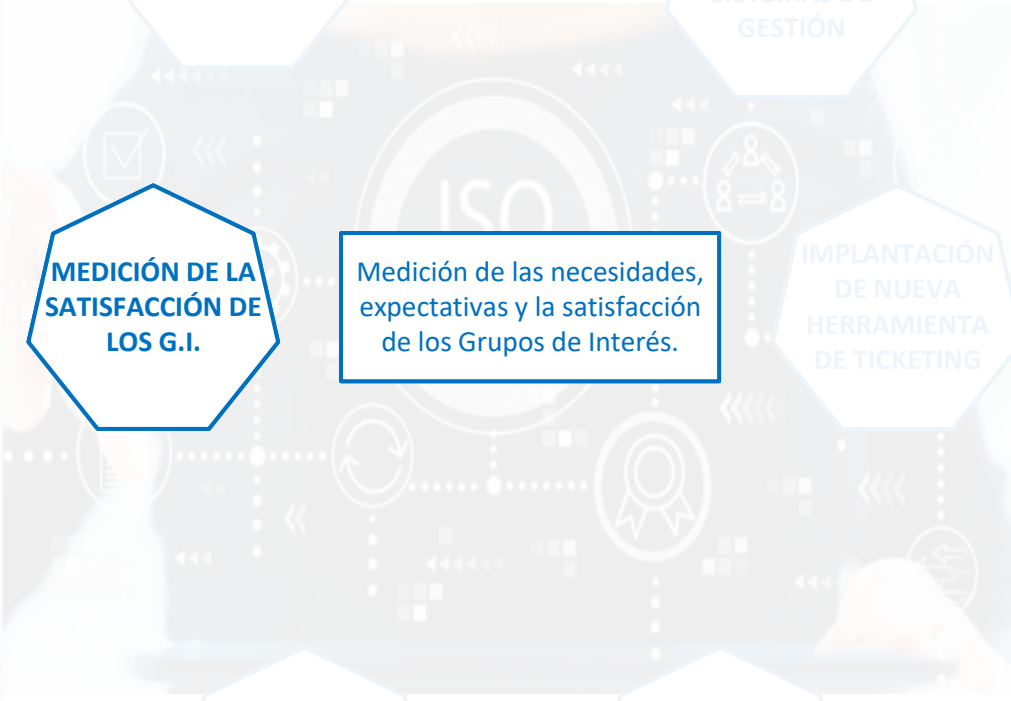 GESTIÓN
ISO
MEDICIÓN DE LA
SATISFACCIÓN DE
LOS G.I.
Medición de las necesidades,
expectativas y la satisfacción
de los Grupos de Interés.
IMPLANTACIÓN
DE NUEVA
HERRAMIENTA
DE TICKETING